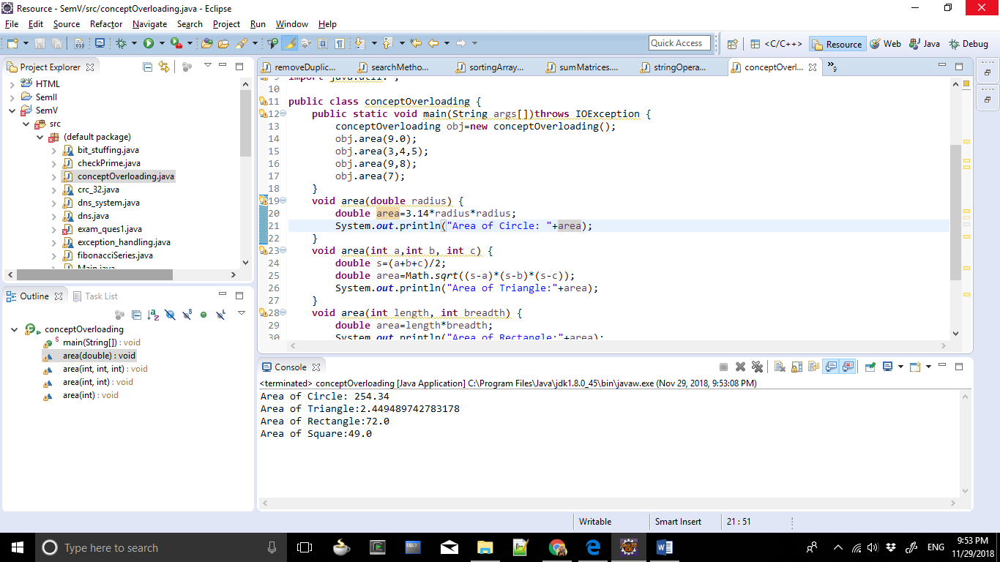 Resource - SemV/src/conceptOverloading.java - Eclipse
File Edit Source Refactor Navigate Search Project Run Window Help
Quick Access
<C/C++> Resource Web Java Debug
Project Explorer
HTML
SemII
SemV
src
(default package)
bit_stuffing.java
checkPrime.java
conceptOverloading.java
crc_32.java
dns_system.java
dns.java
exam_ques1.java
exception_handling.java
fibonacciSeries.java
Main.java
Outline Task List
conceptOverloading
main(String[]) : void
area(double) : void
area(int, int, int) : void
area(int, int) : void
area(int) : void
removeDuplic... searchMetho... sortingArray... sumMatrices.... stringOpera... conceptOverl... »9
9 import java.util.*;
10
11 public class conceptOverloading {
12 public static void main(String args[])throws IOException {
13 conceptOverloading obj=new conceptOverloading();
14 obj.area(9.0);
15 obj.area(3,4,5);
16 obj.area(9,8);
17 obj.area(7);
18 }
19 void area(double radius) {
20 double area=3.14*radius*radius;
21 System.out.println("Area of Circle: "+area);
22 }
23 void area(int a,int b, int c) {
24 double s=(a+b+c)/2;
25 double area=Math.sqrt((s-a)*(s-b)*(s-c));
26 System.out.println("Area of Triangle:"+area);
27 }
28 void area(int length, int breadth) {
29 double area=length*breadth;
30 System.out.println("Area of Rectangle:"+area);
Console
<terminated> conceptOverloading [Java Application] C:\Program Files\Java\jdk1.8.0_45\bin\javaw.exe (Nov 29, 2018, 9:53:08 PM)
Area of Circle: 254.34
Area of Triangle:2.449489742783178
Area of Rectangle:72.0
Area of Square:49.0
Writable Smart Insert 21 : 51
Type here to search
ENG
9:53 PM
11/29/2018